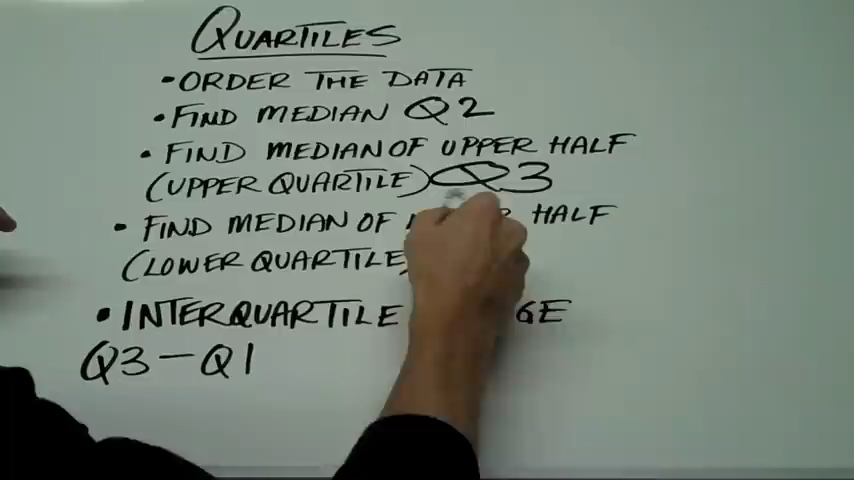 QUARTILES
• ORDER THE DATA
• FIND MEDIAN Q2
• FIND MEDIAN OF UPPER HALF
(UPPER QUARTILE) Q3
• FIND MEDIAN OF HALF
(LOWER QUARTILE)
• INTERQUARTILE
Q3 - Q1